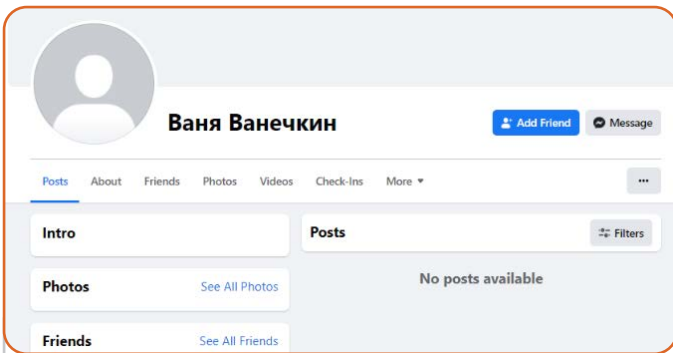 Ваня Ванечкин
Add Friend
Message
Posts About Friends Photos Videos Check-Ins More
Intro
Posts
Filters
No posts available
Photos
See All Photos
Friends
See All Friends